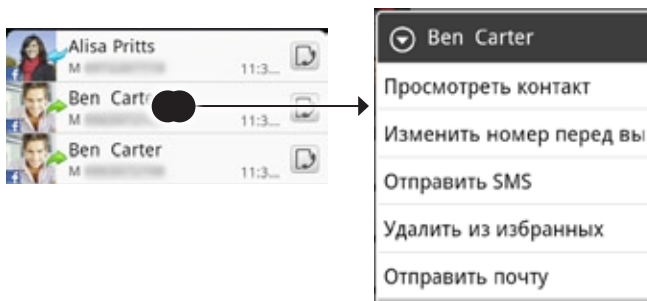 Alisa Pritts
M 11:3...
Ben Cart
M 11:3...
Ben Carter
M 11:3...
Ben Carter
Просмотреть контакт
Изменить номер перед вы
Отправить SMS
Удалить из избранных
Отправить почту